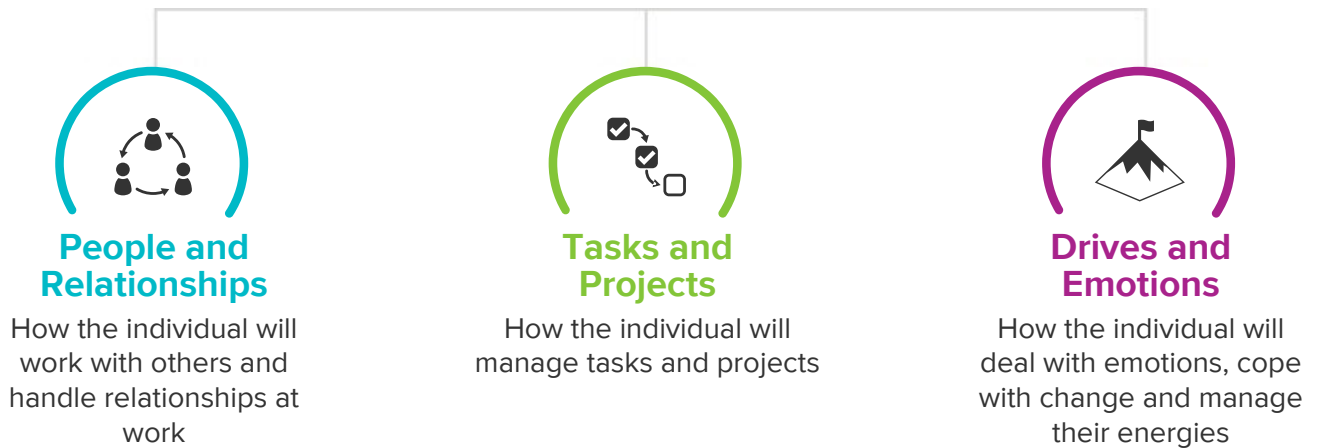 People and
Relationships
How the individual will
work with others and
handle relationships at
work
Tasks and
Projects
How the individual will
manage tasks and projects
Drives and
Emotions
How the individual will
deal with emotions, cope
with change and manage
their energies